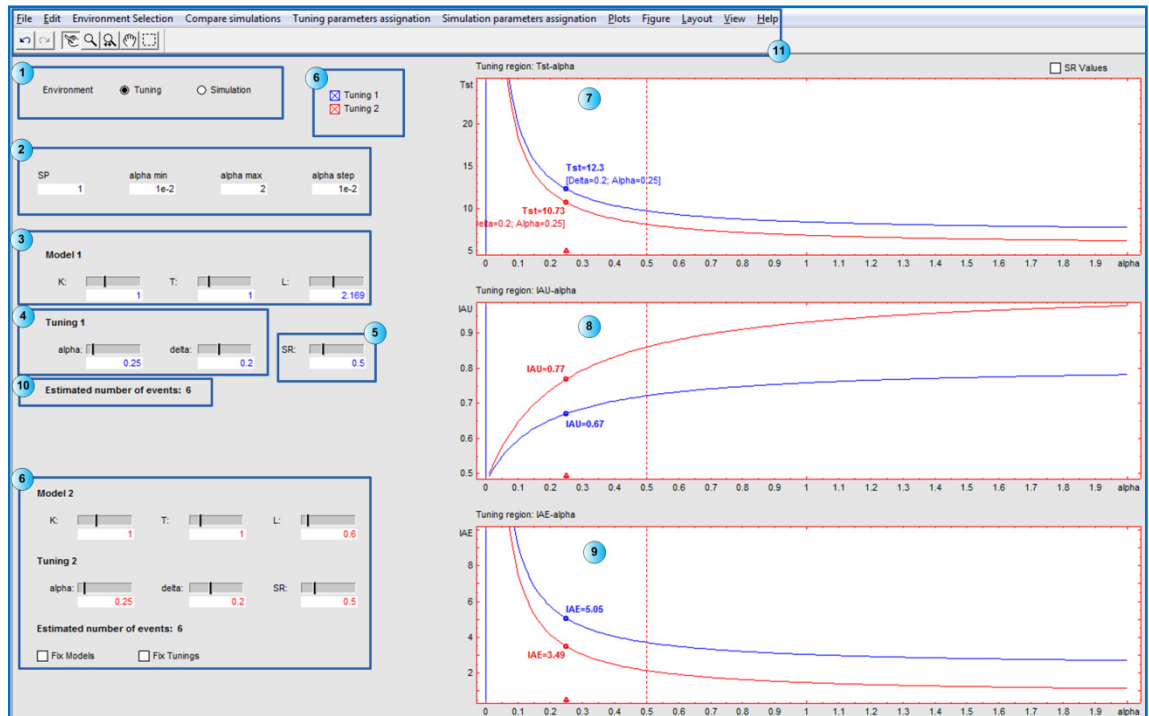 File Edit Environment Selection Compare simulations Tuning parameters assignation Simulation parameters assignation Plots Figure Layout View Help
11
1
Environment Tuning Simulation
6
Tuning 1
Tuning 2
2
SP alpha min alpha max alpha step
1 1e-2 2 1e-2
3
Model 1
K: T: L:
1 1 2.169
4
Tuning 1
alpha: delta:
0.25 0.2
5
SR:
0.5
10
Estimated number of events: 6
6
Model 2
K: T: L:
1 1 0.6
Tuning 2
alpha: delta: SR:
0.25 0.2 0.5
Estimated number of events: 6
Fix Models Fix Tunings
Tuning region: Tst-alpha
SR Values
Tst
7
20
15
10
5
Tst=12.3
[Delta=0.2; Alpha=0.25]
Tst=10.73
elta=0.2; Alpha=0.25]
0 0.1 0.2 0.3 0.4 0.5 0.6 0.7 0.8 0.9 1 1.1 1.2 1.3 1.4 1.5 1.6 1.7 1.8 1.9 alpha
Tuning region: IAU-alpha
IAU
8
0.9
0.8
0.7
0.6
0.5
IAU=0.77
IAU=0.67
0 0.1 0.2 0.3 0.4 0.5 0.6 0.7 0.8 0.9 1 1.1 1.2 1.3 1.4 1.5 1.6 1.7 1.8 1.9 alpha
Tuning region: IAE-alpha
IAE
9
8
6
4
2
IAE=5.05
IAE=3.49
0 0.1 0.2 0.3 0.4 0.5 0.6 0.7 0.8 0.9 1 1.1 1.2 1.3 1.4 1.5 1.6 1.7 1.8 1.9 alpha